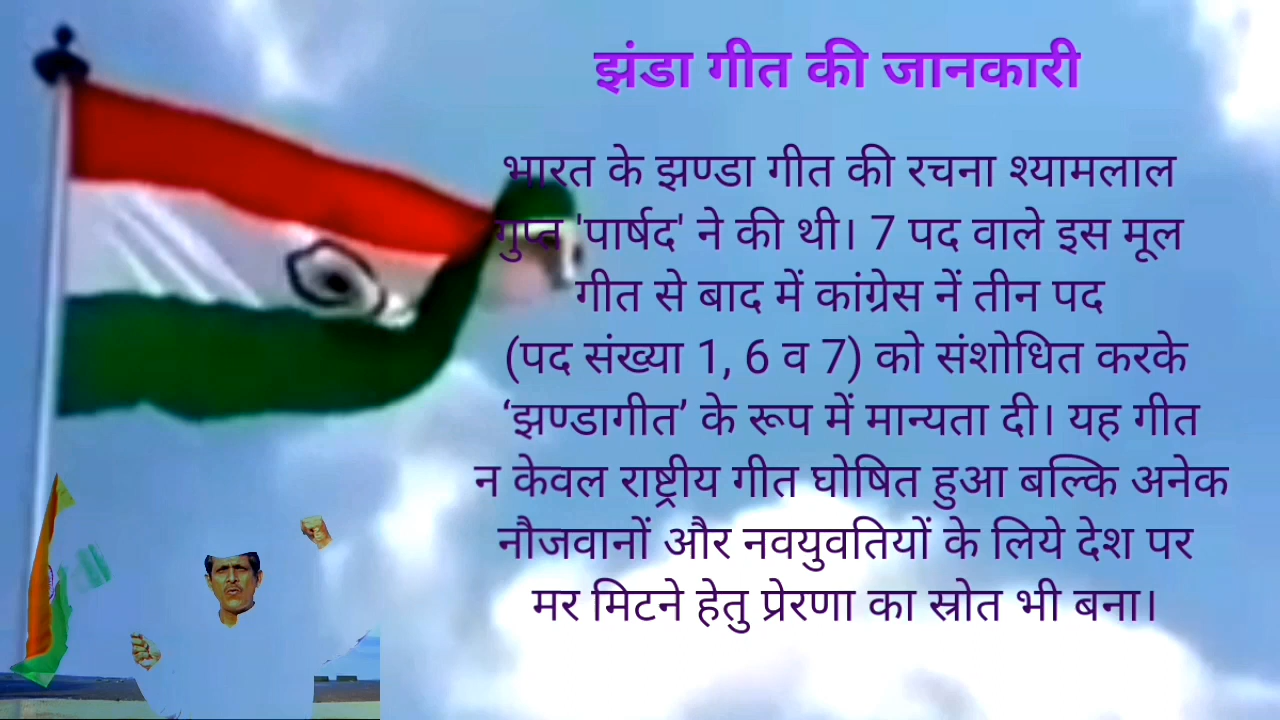 झंडा गीत की जानकारी
भारत के झण्डा गीत की रचना श्यामलाल
गुप्त 'पार्षद' ने की थी। 7 पद वाले इस मूल
गीत से बाद में कांग्रेस नें तीन पद
(पद संख्या 1, 6 व 7) को संशोधित करके
‘झण्डागीत’ के रूप में मान्यता दी। यह गीत
न केवल राष्ट्रीय गीत घोषित हुआ बल्कि अनेक
नौजवानों और नवयुवतियों के लिये देश पर
मर मिटने हेतु प्रेरणा का स्रोत भी बना।